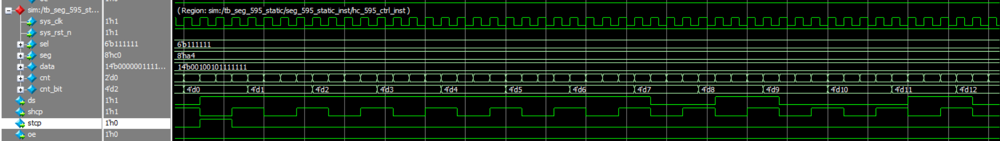 sim:/tb_seg_595_st...
(Region: sim:/tb_seg_595_static/seg_595_static_inst/hc_595_ctrl_inst )
sys_clk 1'h1
sys_rst_n 1'h1
sel 6'b111111 6'b111111
seg 8'hc0 8'ha4
data 14'b0000001111... 14'b00100101111111
cnt 2'd0
cnt_bit 4'd2 4'd0 4'd1 4'd2 4'd3 4'd4 4'd5 4'd6 4'd7 4'd8 4'd9 4'd10 4'd11 4'd12
ds 1'h1
shcp 1'h1
stcp 1'h0
oe 1'h0